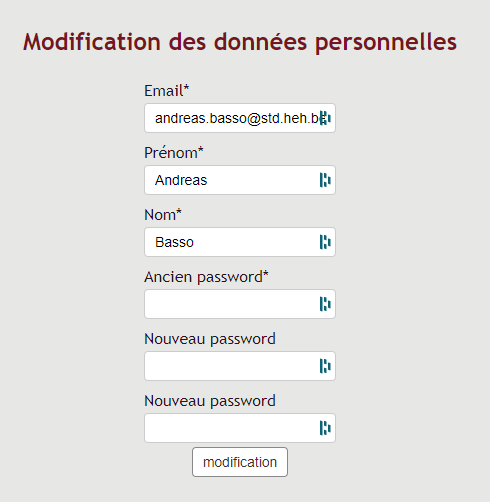 Modification des données personnelles
Email*
andreas.basso@std.heh.be
Prénom*
Andreas
Nom*
Basso
Ancien password*
Nouveau password
Nouveau password
modification